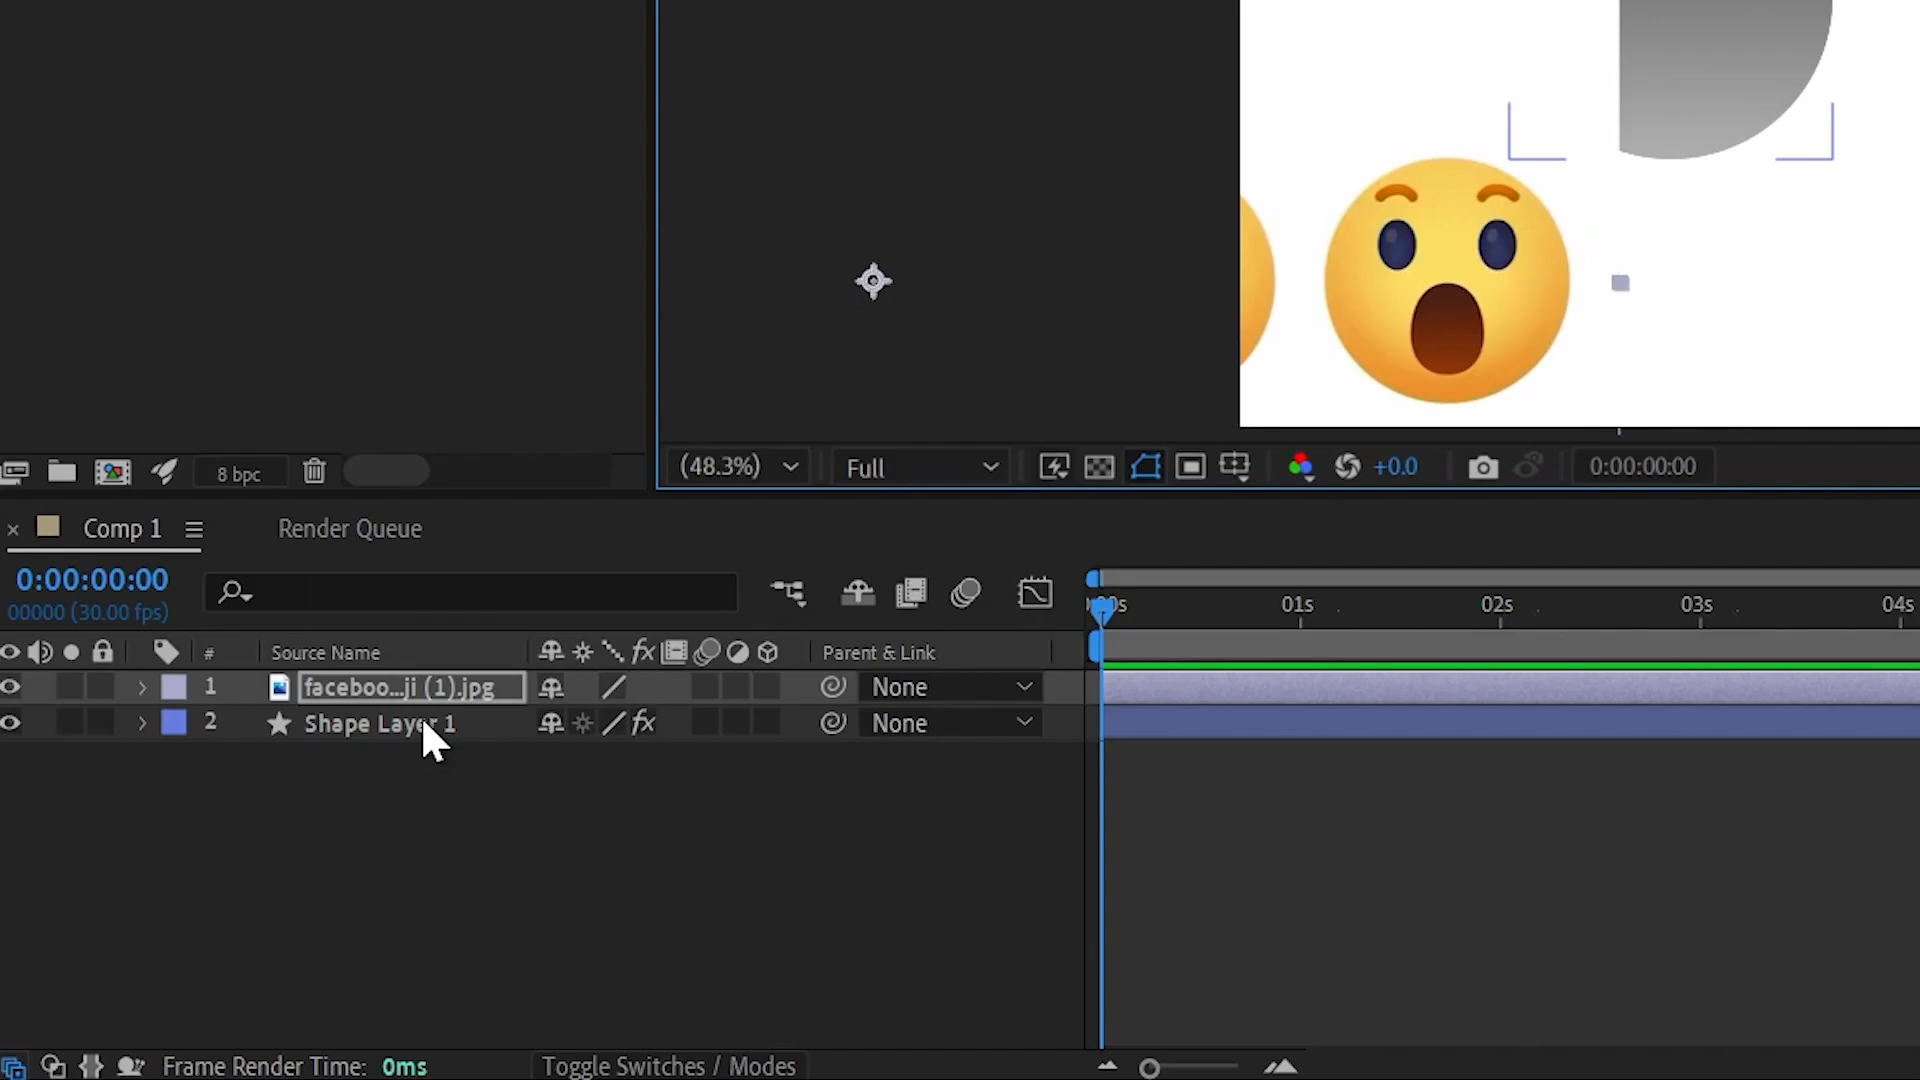 8 bpc
(48.3%)
Full
+0.0
0:00:00:00
Comp 1
Render Queue
0:00:00:00
00000 (30.00 fps)
01s
02s
03s
04s
#
Source Name
fx
Parent & Link
1
faceboo...ji (1).jpg
None
2
Shape Layer 1
fx
None
Frame Render Time: 0ms
Toggle Switches / Modes